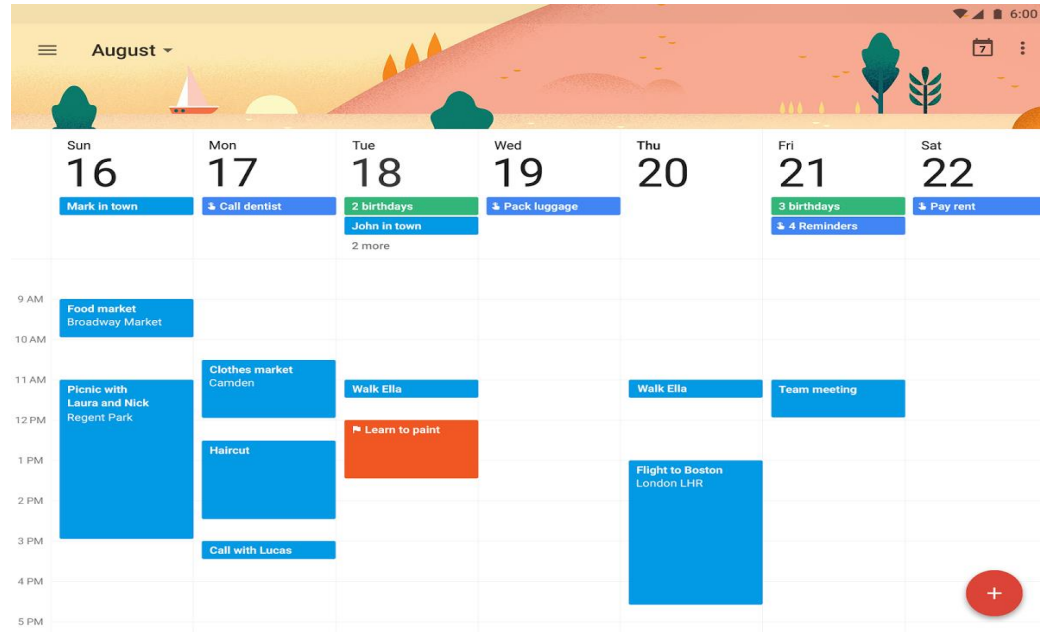 6:00
August
7
Sun
Mon
Tue
Wed
Thu
Fri
Sat
16
17
18
19
20
21
22
Mark in town
Call dentist
2 birthdays
Pack luggage
3 birthdays
Pay rent
John in town
4 Reminders
2 more
9 AM
Food market
Broadway Market
10 AM
Clothes market
Camden
11 AM
Picnic with
Laura and Nick
Regent Park
Walk Ella
Walk Ella
Team meeting
12 PM
Learn to paint
Haircut
1 PM
Flight to Boston
London LHR
2 PM
3 PM
Call with Lucas
4 PM
5 PM